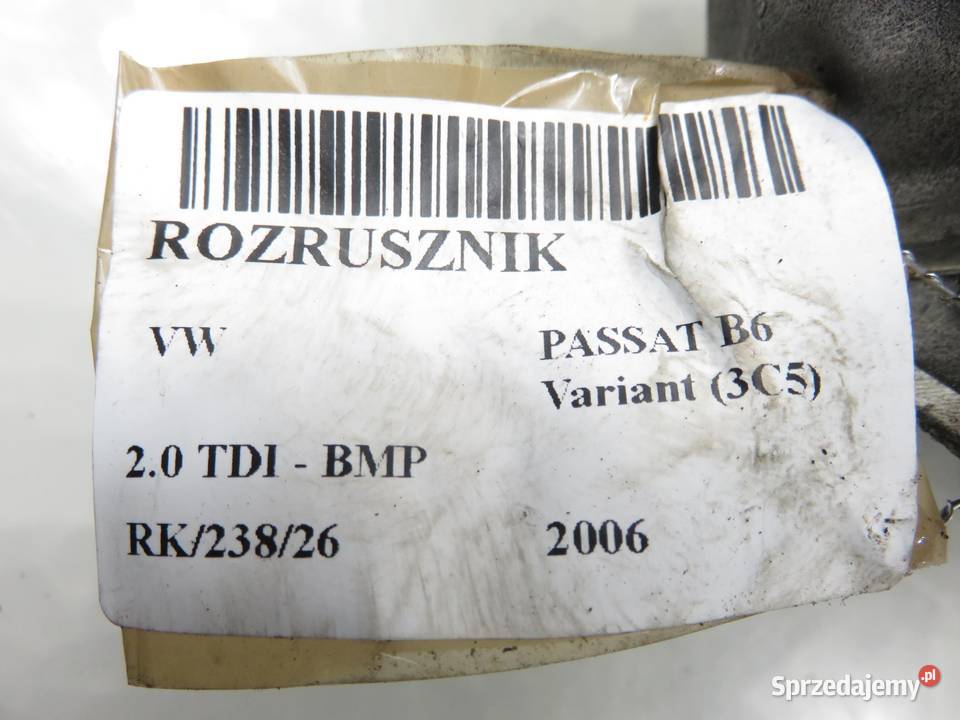 ROZRUSZNIK
VW PASSAT B6
Variant (3C5)
2.0 TDI - BMP
RK/238/26 2006
Sprzedajemy.pl